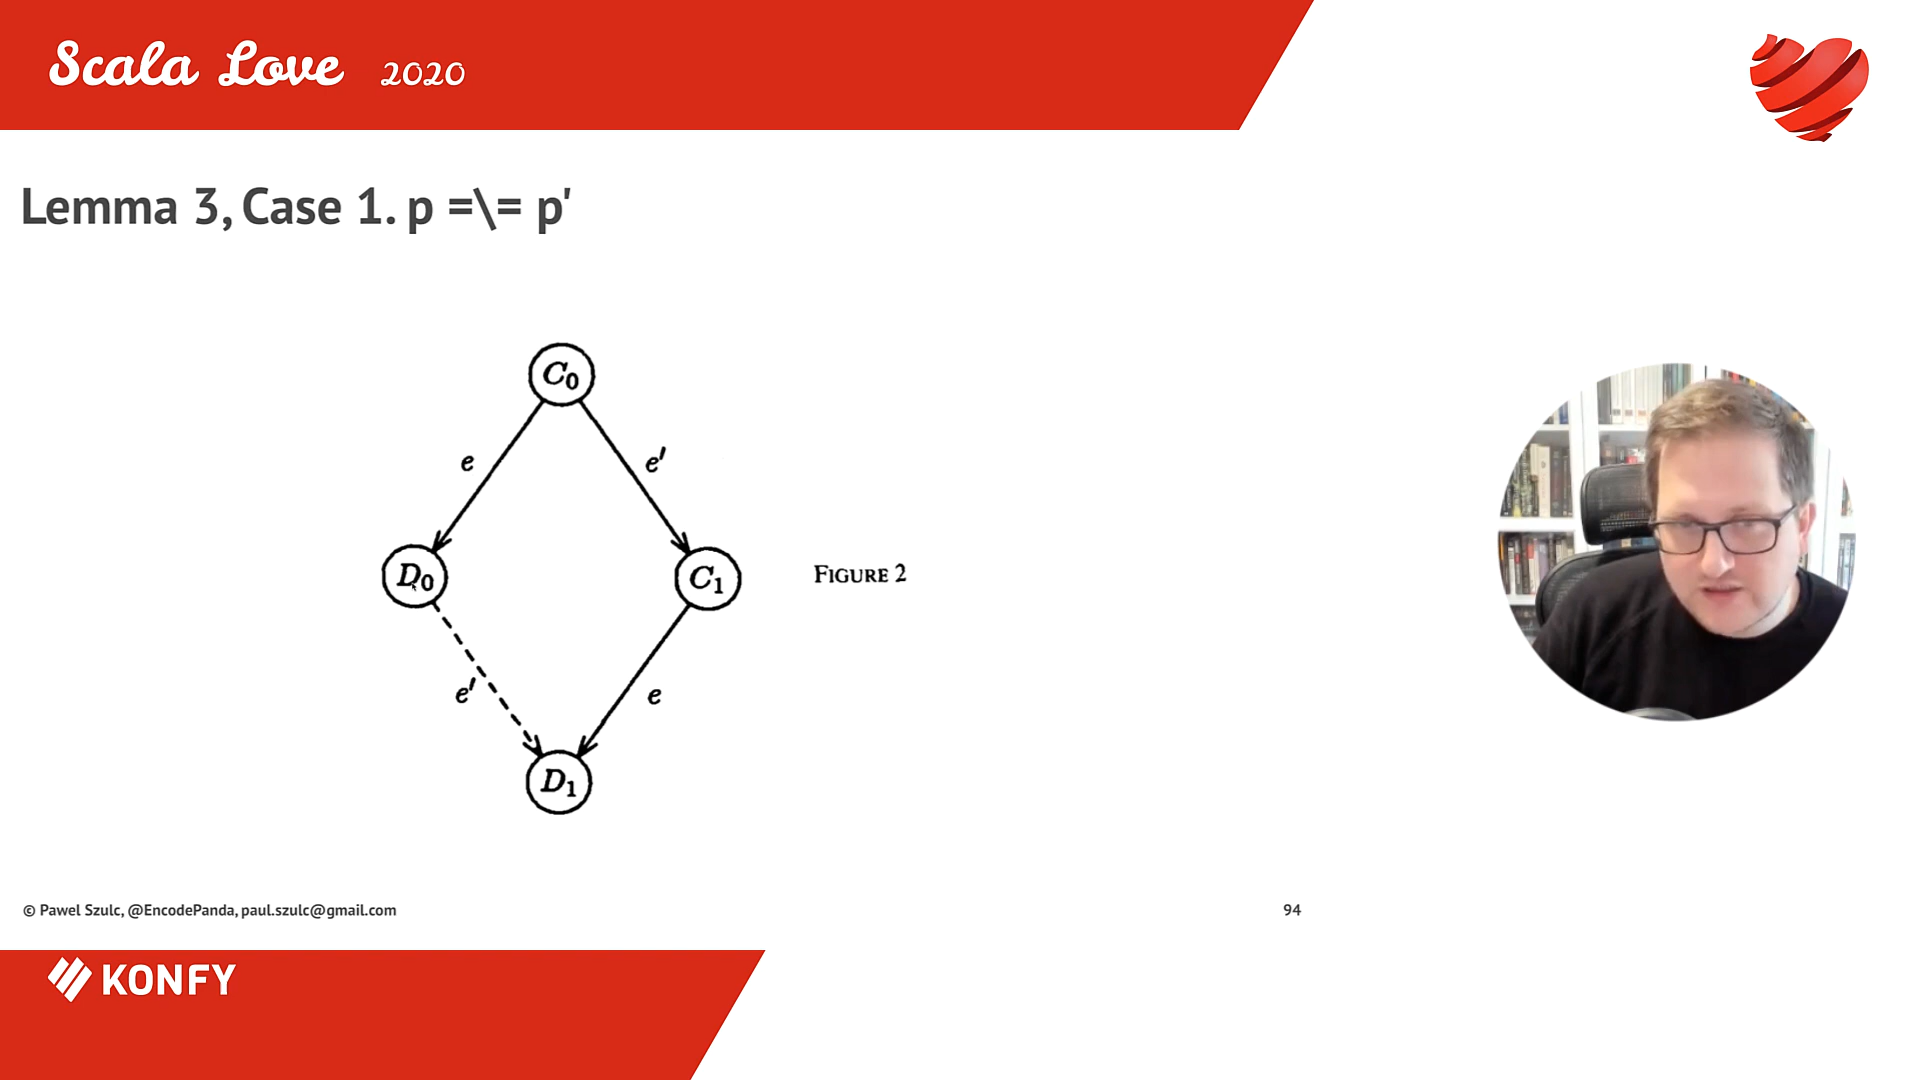 Scala Love 2020
Lemma 3, Case 1. p =\= p'
C0
e
e'
D0
C1
FIGURE 2
e'
e
D1
© Pawel Szulc, @EncodePanda, paul.szulc@gmail.com
94
KONFY